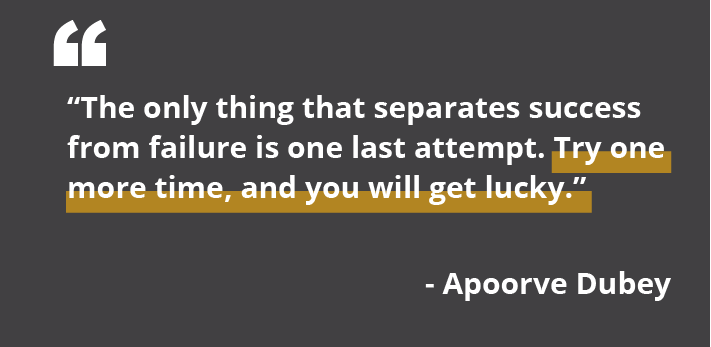 “The only thing that separates success
from failure is one last attempt. Try one
more time, and you will get lucky.”
- Apoorve Dubey